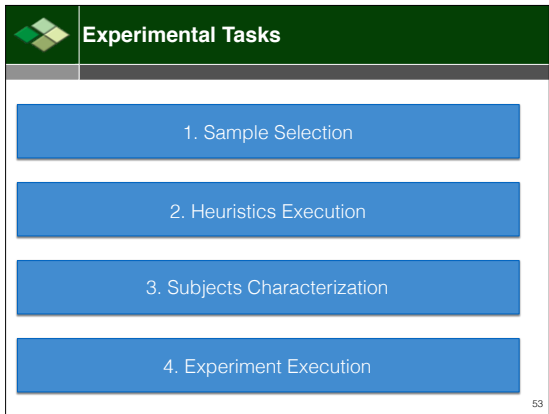 Experimental Tasks
1. Sample Selection
2. Heuristics Execution
3. Subjects Characterization
4. Experiment Execution
53